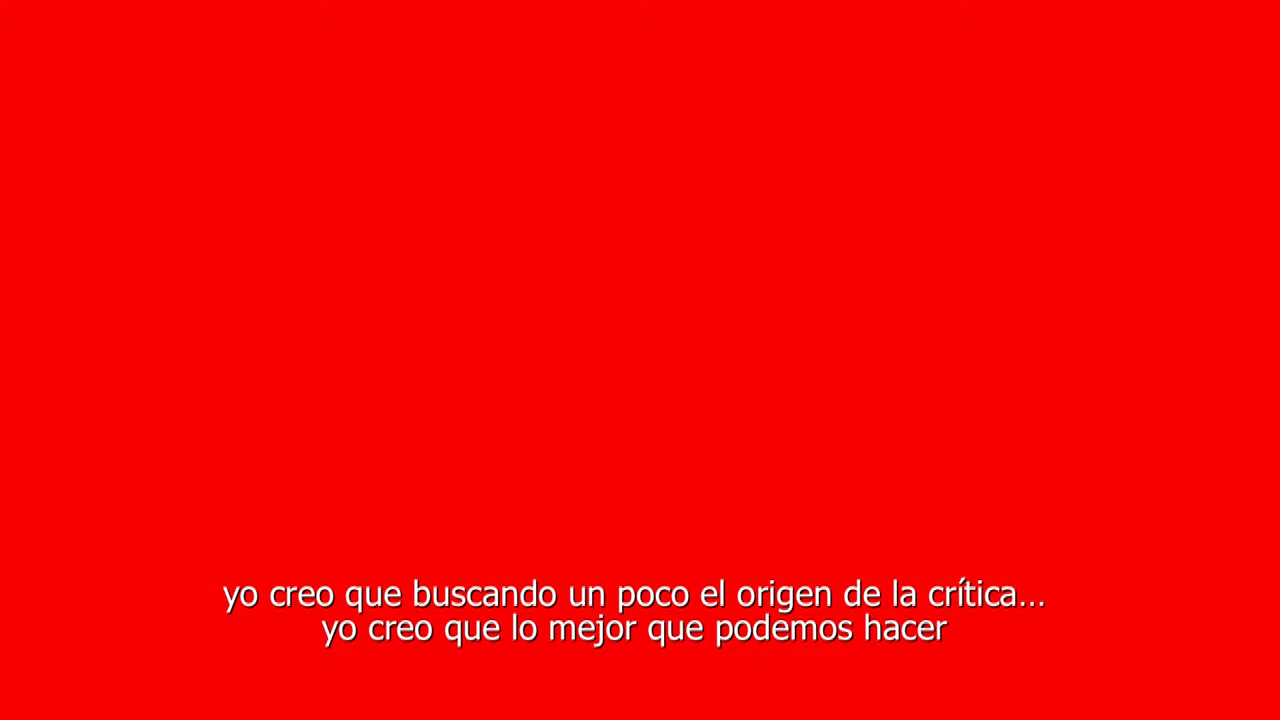 yo creo que buscando un poco el origen de la crítica...
yo creo que lo mejor que podemos hacer